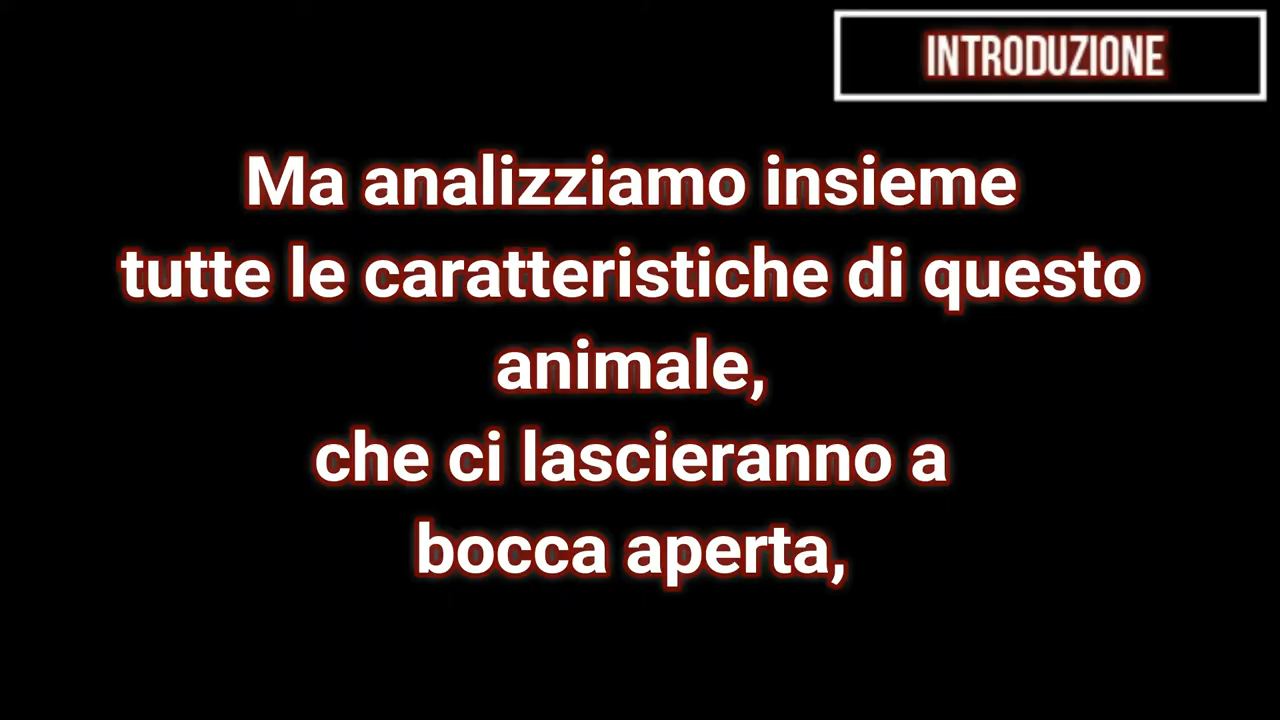 INTRODUZIONE
Ma analizziamo insieme
tutte le caratteristiche di questo
animale,
che ci lascieranno a
bocca aperta,